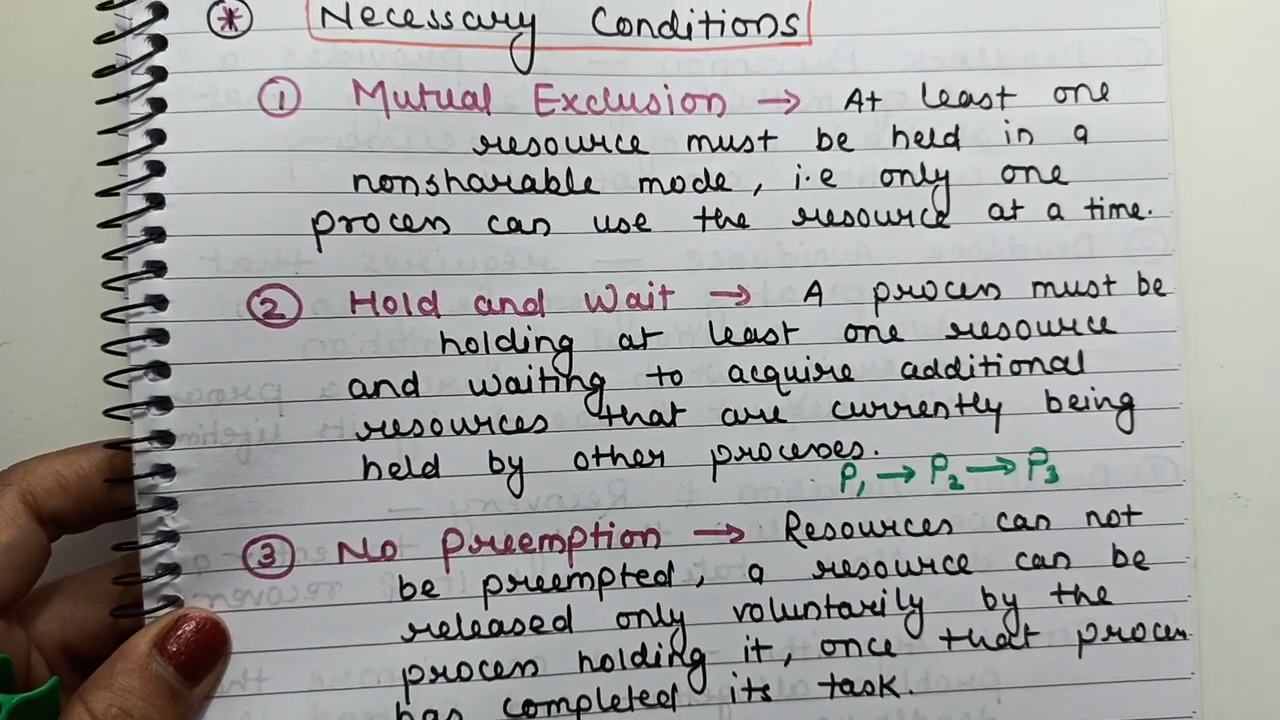 * Necessary Conditions
① Mutual Exclusion → At least one
resource must be held in a
nonsharable mode, i.e only one
process can use the resource at a time.
② Hold and Wait → A process must be
holding at least one resource
and waiting to acquire additional
resources that are currently being
held by other processes.
P1 → P2 → P3
③ No Preemption → Resources can not
be preempted, a resource can be
released only voluntarily by the
process holding it, once that process
has completed its task.